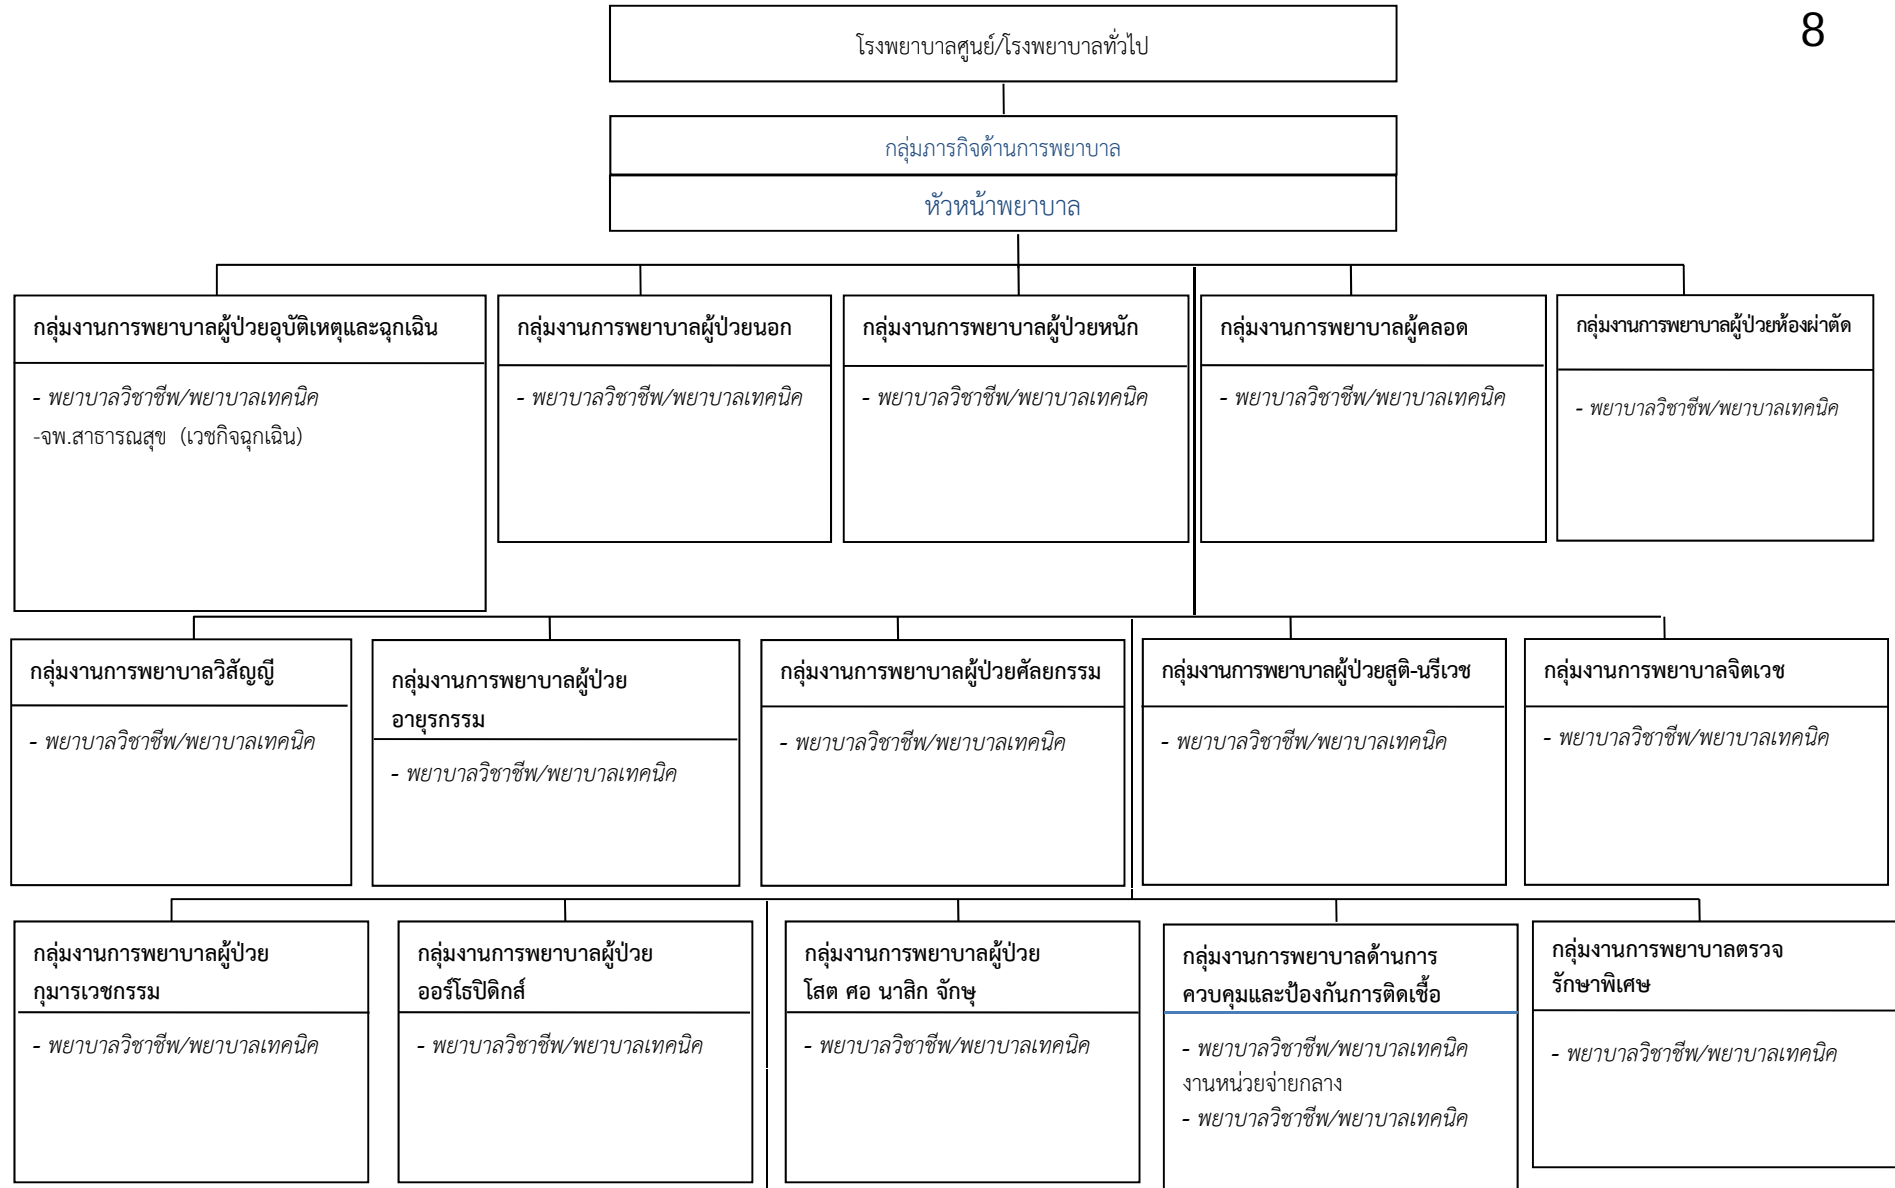 8
โรงพยาบาลศูนย์/โรงพยาบาลทั่วไป
กลุ่มภารกิจด้านการพยาบาล
หัวหน้าพยาบาล
กลุ่มงานการพยาบาลผู้ป่วยอุบัติเหตุและฉุกเฉิน
- พยาบาลวิชาชีพ/พยาบาลเทคนิค
-จพ.สาธารณสุข (เวชกิจฉุกเฉิน)
กลุ่มงานการพยาบาลผู้ป่วยนอก
- พยาบาลวิชาชีพ/พยาบาลเทคนิค
กลุ่มงานการพยาบาลผู้ป่วยหนัก
- พยาบาลวิชาชีพ/พยาบาลเทคนิค
กลุ่มงานการพยาบาลผู้คลอด
- พยาบาลวิชาชีพ/พยาบาลเทคนิค
กลุ่มงานการพยาบาลผู้ป่วยห้องผ่าตัด
- พยาบาลวิชาชีพ/พยาบาลเทคนิค
กลุ่มงานการพยาบาลวิสัญญี
- พยาบาลวิชาชีพ/พยาบาลเทคนิค
กลุ่มงานการพยาบาลผู้ป่วย
อายุรกรรม
- พยาบาลวิชาชีพ/พยาบาลเทคนิค
กลุ่มงานการพยาบาลผู้ป่วยศัลยกรรม
- พยาบาลวิชาชีพ/พยาบาลเทคนิค
กลุ่มงานการพยาบาลผู้ป่วยสูติ-นรีเวช
- พยาบาลวิชาชีพ/พยาบาลเทคนิค
กลุ่มงานการพยาบาลจิตเวช
- พยาบาลวิชาชีพ/พยาบาลเทคนิค
กลุ่มงานการพยาบาลผู้ป่วย
กุมารเวชกรรม
- พยาบาลวิชาชีพ/พยาบาลเทคนิค
กลุ่มงานการพยาบาลผู้ป่วย
ออร์โธปิดิกส์
- พยาบาลวิชาชีพ/พยาบาลเทคนิค
กลุ่มงานการพยาบาลผู้ป่วย
โสต ศอ นาสิก จักษุ
- พยาบาลวิชาชีพ/พยาบาลเทคนิค
กลุ่มงานการพยาบาลด้านการ
ควบคุมและป้องกันการติดเชื้อ
- พยาบาลวิชาชีพ/พยาบาลเทคนิค
งานหน่วยจ่ายกลาง
- พยาบาลวิชาชีพ/พยาบาลเทคนิค
กลุ่มงานการพยาบาลตรวจ
รักษาพิเศษ
- พยาบาลวิชาชีพ/พยาบาลเทคนิค